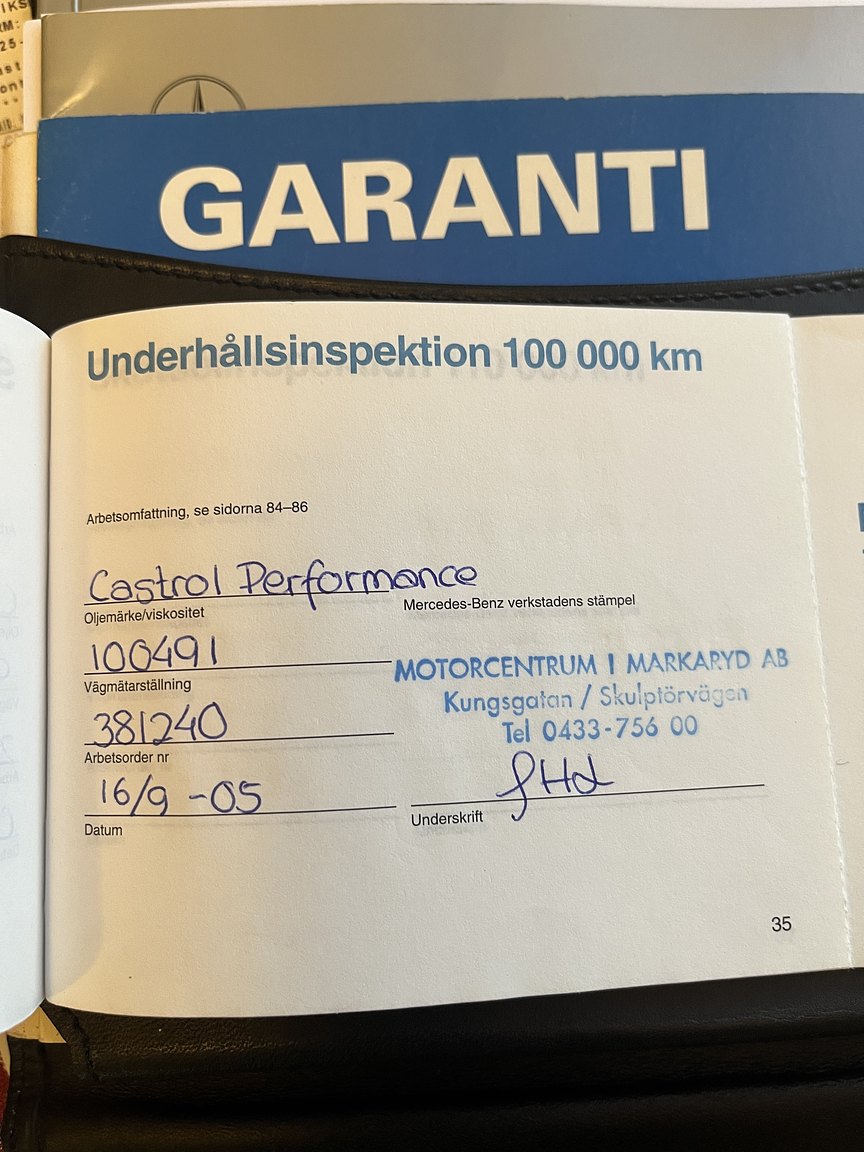 GARANTI
Underhållsinspektion 100 000 km
Arbetsomfattning, se sidorna 84–86
Castrol Performance
Oljemärke/viskositet
Mercedes-Benz verkstadens stämpel
100491
Vägmätarställning
MOTORCENTRUM I MARKARYD AB
Kungsgatan / Skulptörvägen
Tel 0433-756 00
381240
Arbetsorder nr
16/9 -05
Datum
Underskrift
35